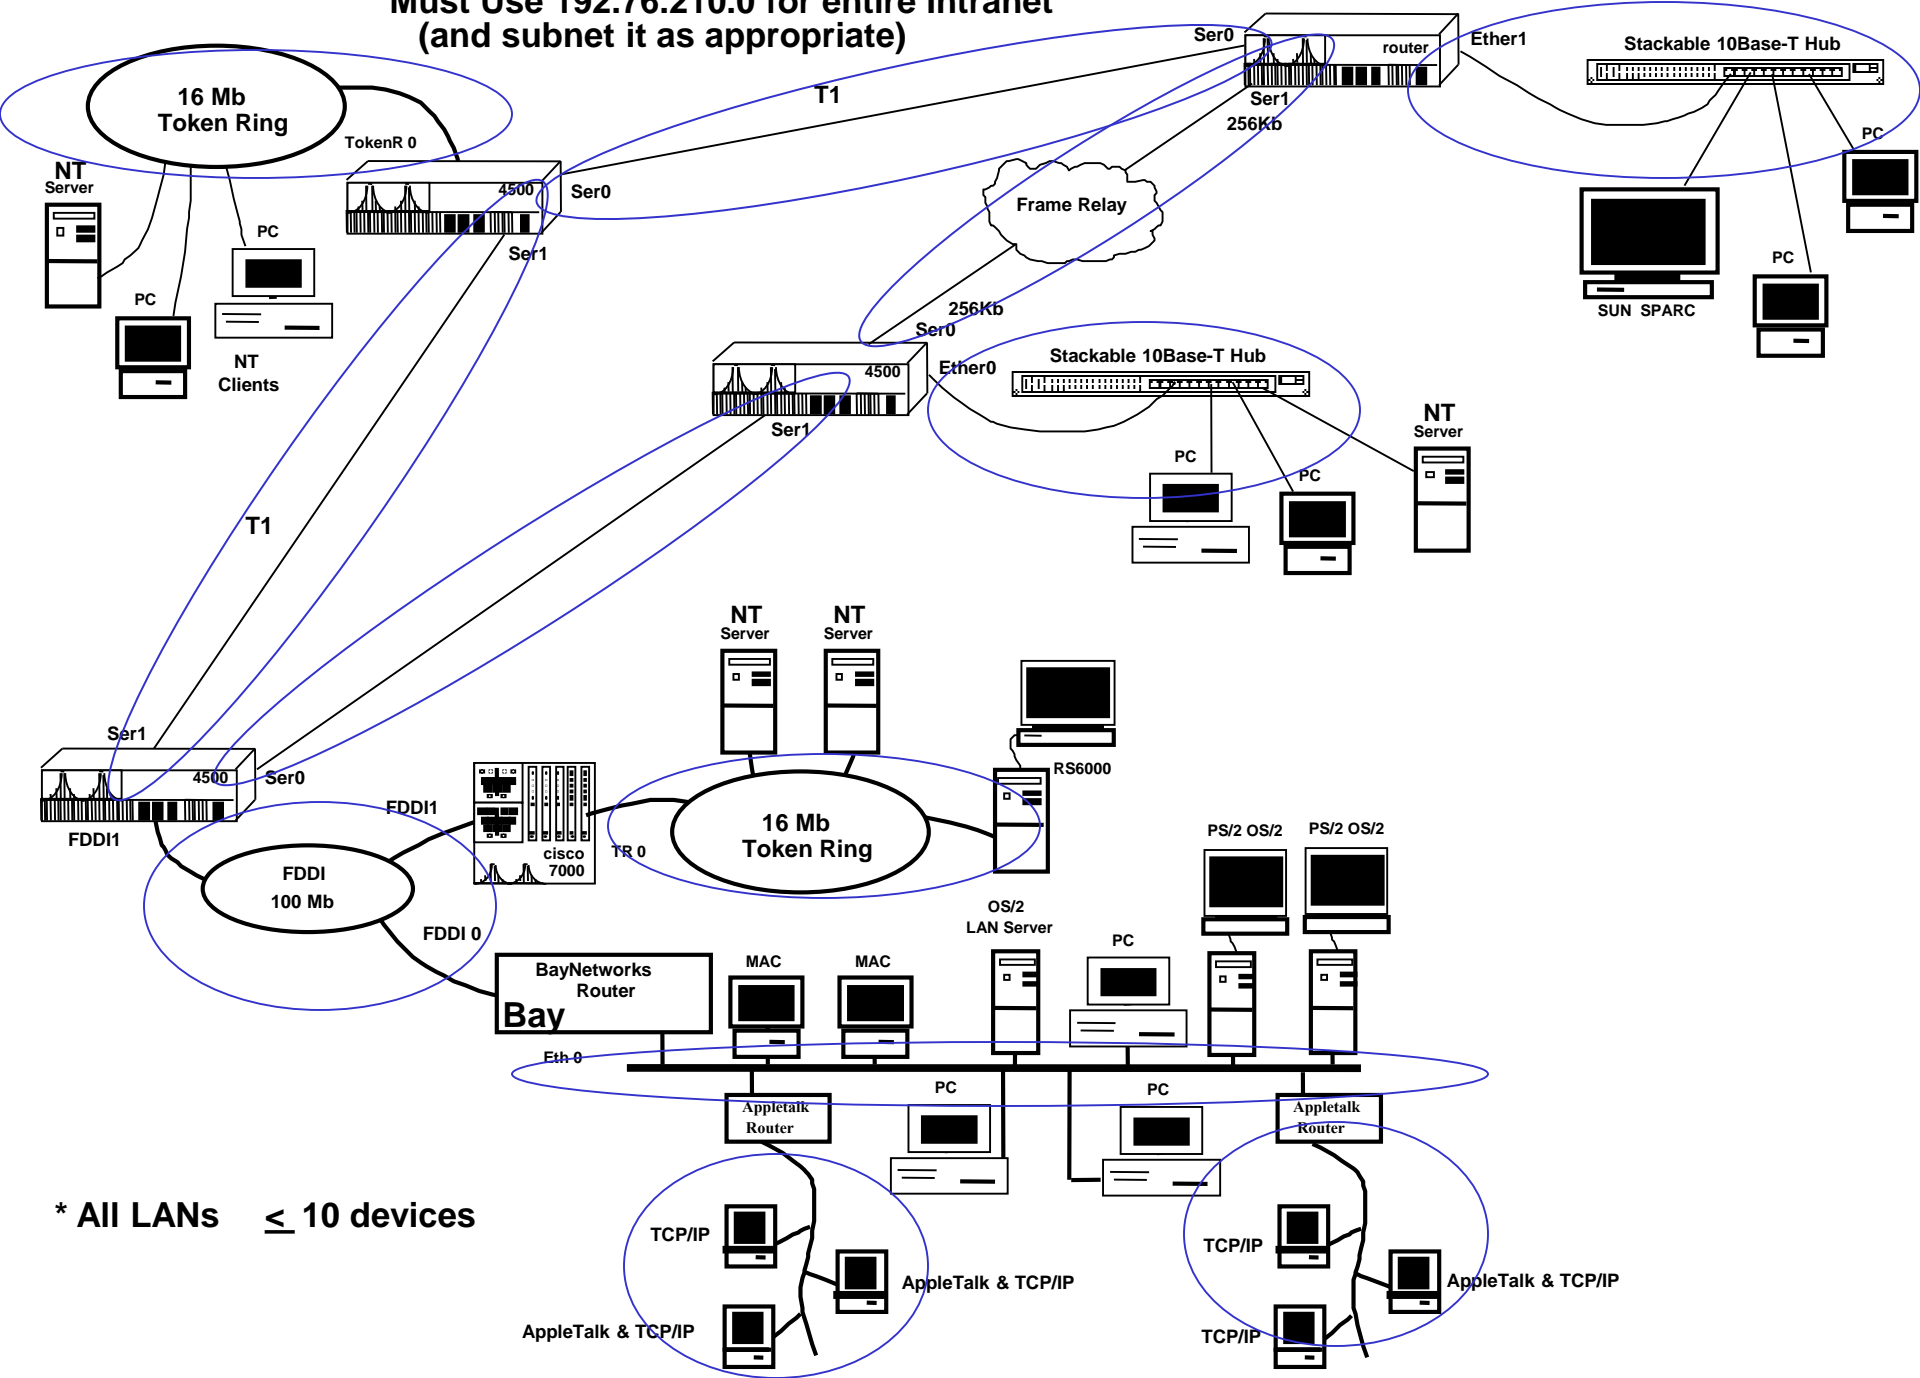 Must Use 192.76.210.0 for entire Intranet
(and subnet it as appropriate)
Ser0
router
Ether1
Stackable 10Base-T Hub
16 Mb
Token Ring
T1
Ser1
256Kb
PC
TokenR 0
NT
Server
4500
Ser0
Frame Relay
PC
Ser1
PC
PC
SUN SPARC
256Kb
Ser0
NT
Clients
4500
Ether0
Stackable 10Base-T Hub
NT
Server
Ser1
PC
PC
T1
NT
Server
NT
Server
Ser1
4500
Ser0
RS6000
FDDI1
FDDI1
16 Mb
Token Ring
TR 0
cisco
7000
PS/2 OS/2
PS/2 OS/2
FDDI
100 Mb
OS/2
LAN Server
FDDI 0
PC
BayNetworks
Router
Bay
MAC
MAC
Eth 0
PC
PC
Appletalk
Router
Appletalk
Router
* All LANs < 10 devices
TCP/IP
TCP/IP
AppleTalk & TCP/IP
AppleTalk & TCP/IP
AppleTalk & TCP/IP
TCP/IP